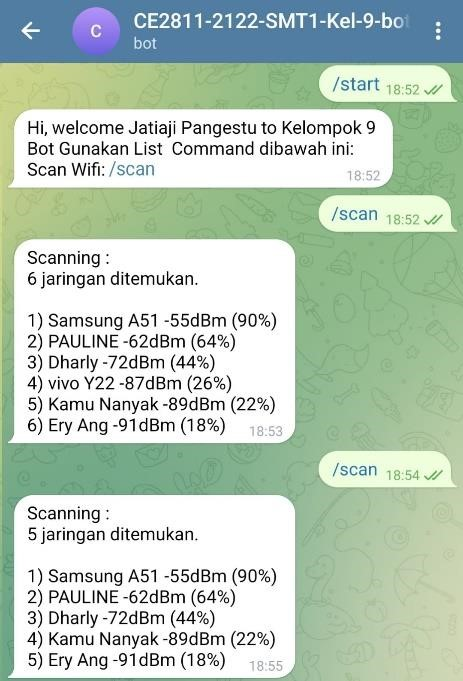 C
CE2811-2122-SMT1-Kel-9-bot
bot
/start 18:52
Hi, welcome Jatiaji Pangestu to Kelompok 9
Bot Gunakan List Command dibawah ini:
Scan Wifi: /scan
18:52
/scan 18:52
Scanning :
6 jaringan ditemukan.
1) Samsung A51 -55dBm (90%)
2) PAULINE -62dBm (64%)
3) Dharly -72dBm (44%)
4) vivo Y22 -87dBm (26%)
5) Kamu Nanyak -89dBm (22%)
6) Ery Ang -91dBm (18%)
18:53
/scan 18:54
Scanning :
5 jaringan ditemukan.
1) Samsung A51 -55dBm (90%)
2) PAULINE -62dBm (64%)
3) Dharly -72dBm (44%)
4) Kamu Nanyak -89dBm (22%)
5) Ery Ang -91dBm (18%)
18:55